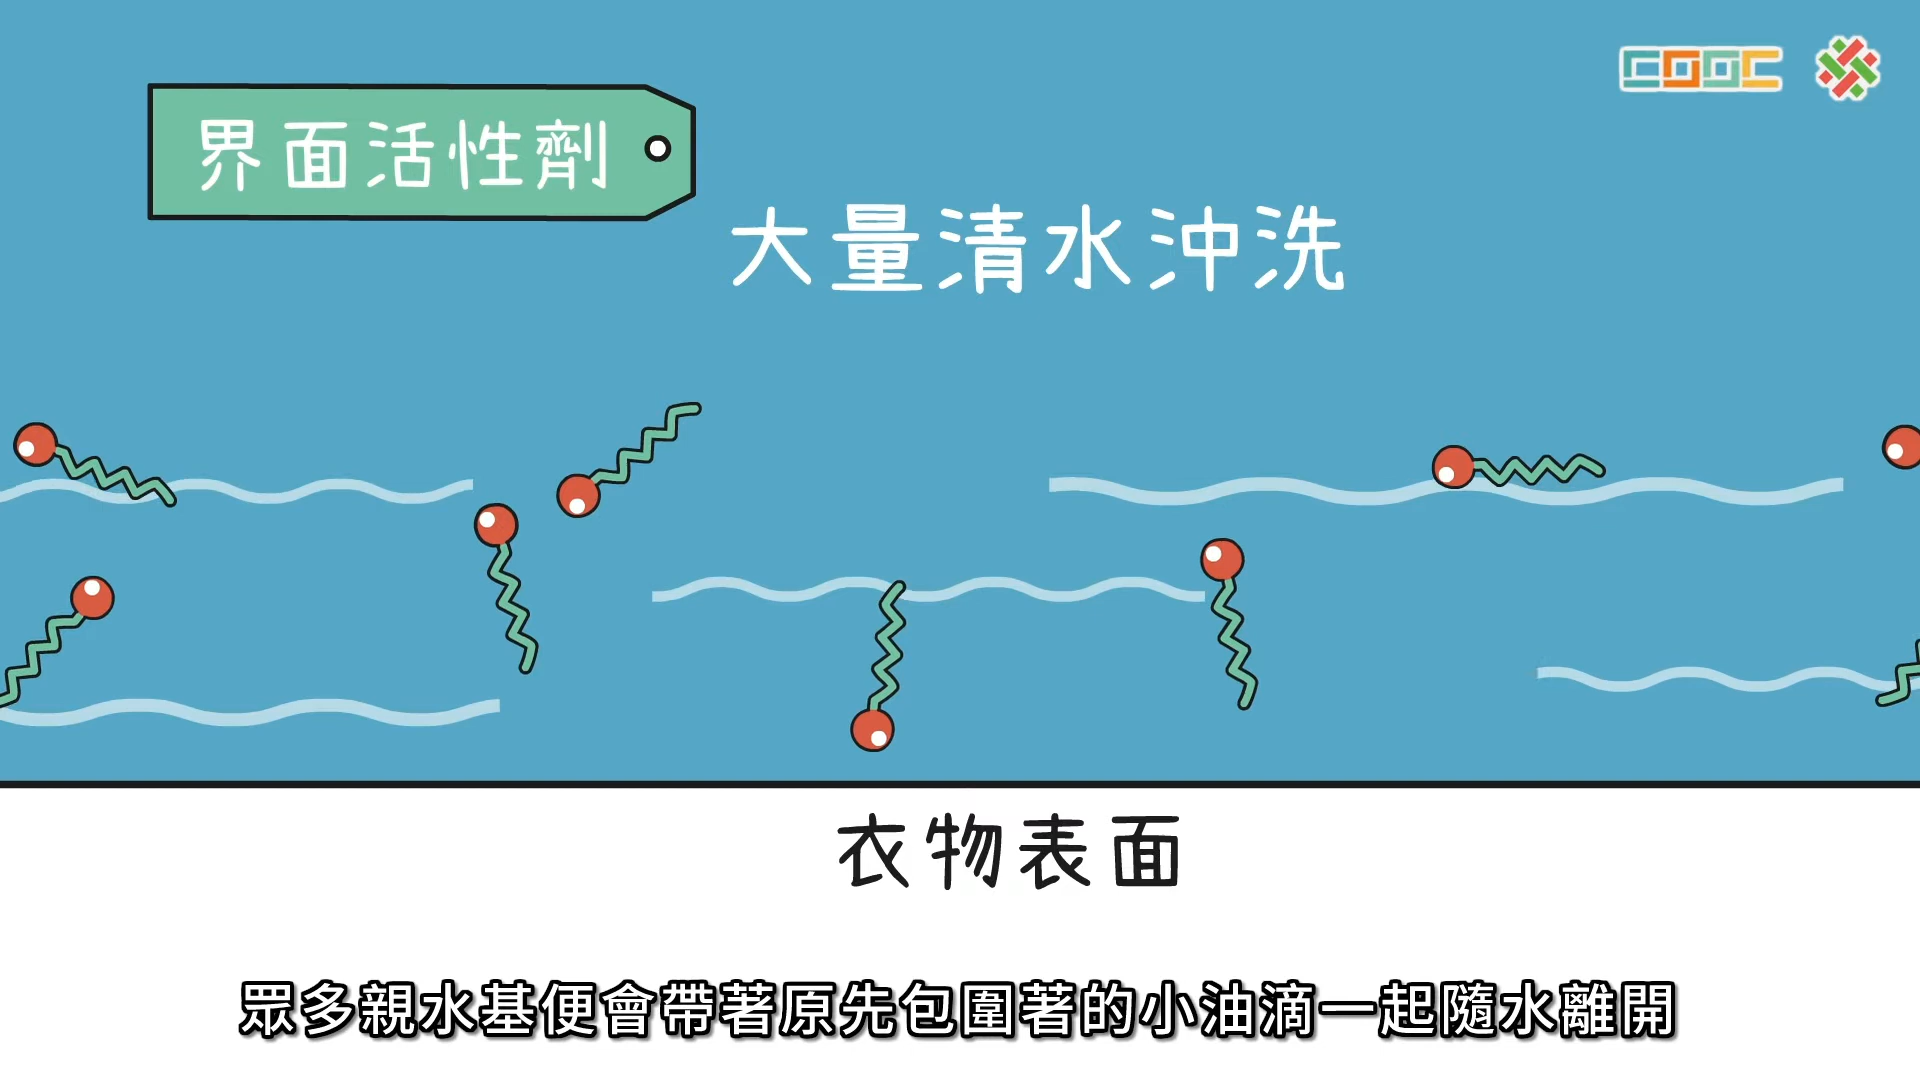 COOC
界面活性劑
大量清水沖洗
衣物表面
眾多親水基便會帶著原先包圍著的小油滴一起隨水離開